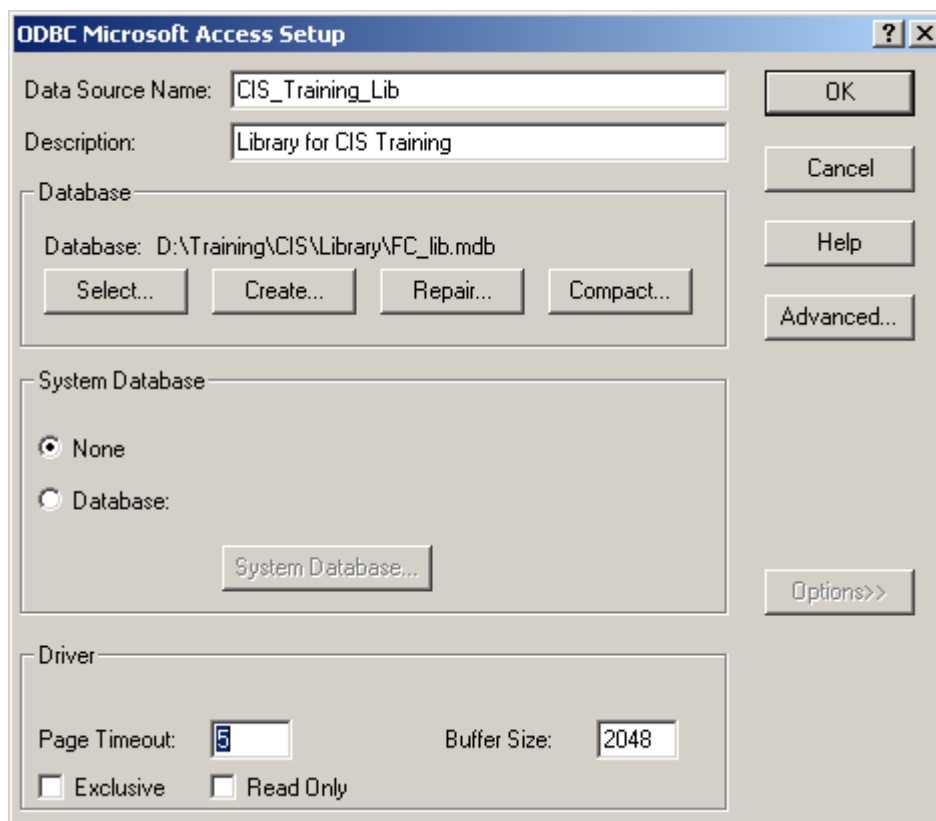 ODBC Microsoft Access Setup
Data Source Name: CIS_Training_Lib
OK
Description: Library for CIS Training
Cancel
Database
Database: D:\Training\CIS\Library\FC_lib.mdb
Help
Select... Create... Repair... Compact...
Advanced...
System Database
None
Database:
System Database...
Options>>
Driver
Page Timeout: 5 Buffer Size: 2048
Exclusive Read Only